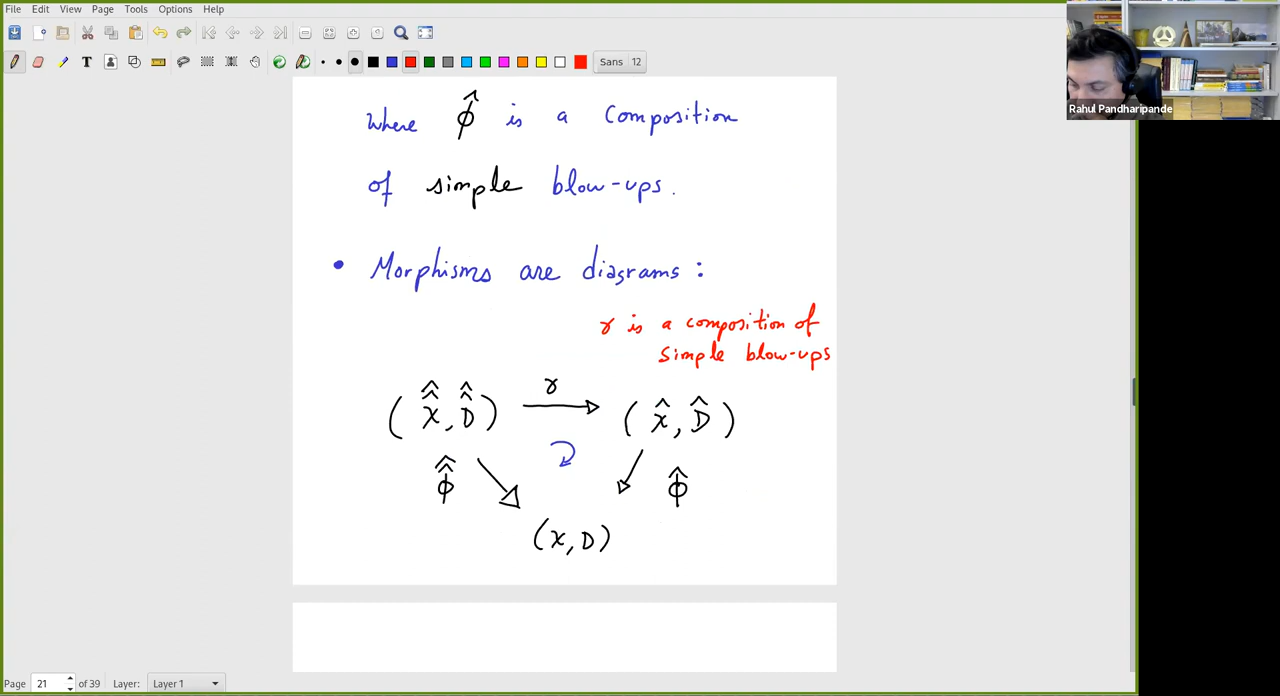 File Edit View Page Tools Options Help
T Sans 12
Rahul Pandharipande
where ϕ̂ is a composition
of simple blow-ups.
• Morphisms are diagrams :
γ is a composition of
simple blow-ups
γ
( X̂̂ , D̂̂ ) → ( X̂ , D̂ )
ϕ̂̂ ϕ̂
(X, D)
Page 21 of 39 Layer: Layer 1